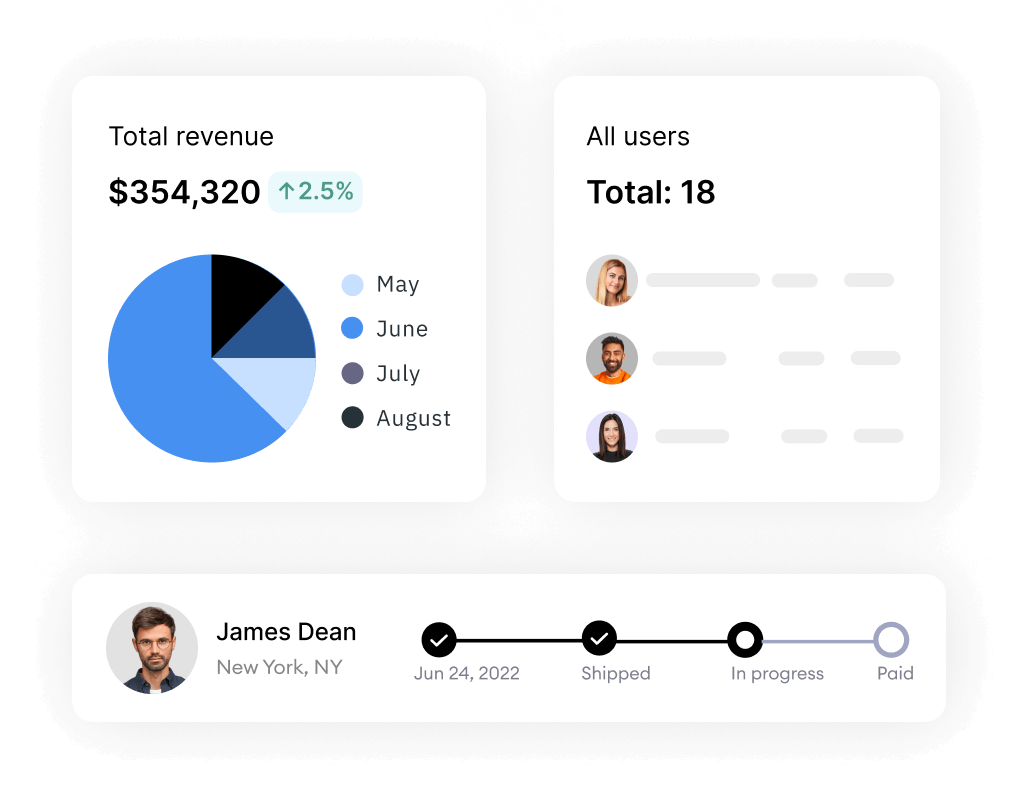 Total revenue
$354,320 ↑2.5%
May
June
July
August
All users
Total: 18
James Dean
New York, NY
Jun 24, 2022
Shipped
In progress
Paid